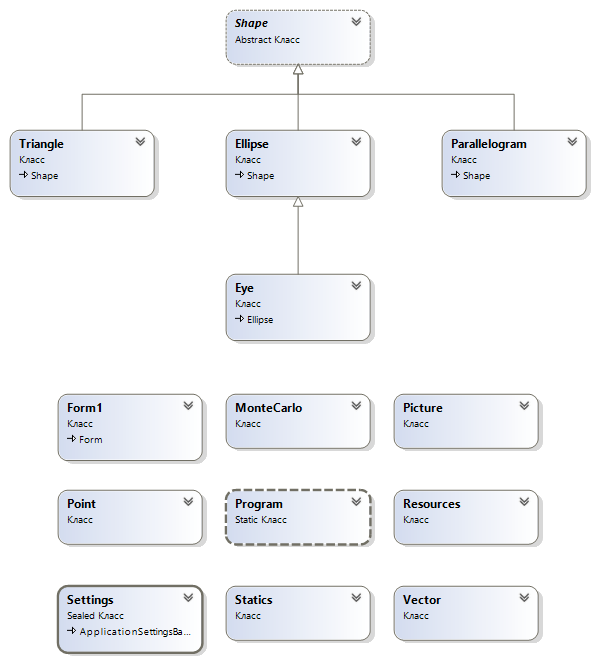 Shape
Abstract Класс
Triangle
Класс
Shape
Ellipse
Класс
Shape
Parallelogram
Класс
Shape
Eye
Класс
Ellipse
Form1
Класс
Form
MonteCarlo
Класс
Picture
Класс
Point
Класс
Program
Static Класс
Resources
Класс
Settings
Sealed Класс
ApplicationSettingsBa...
Statics
Класс
Vector
Класс